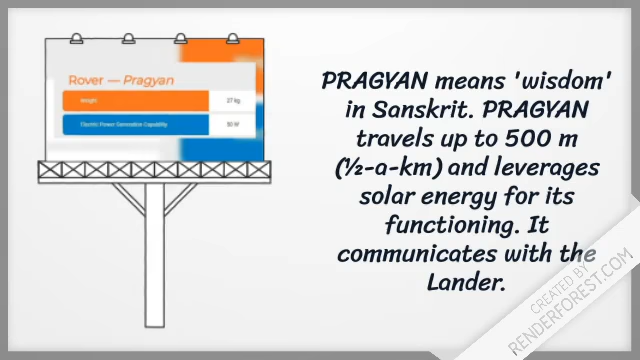 Rover — Pragyan
Weight
27 kg
Electric Power Generation Capability
50 W
PRAGYAN means 'wisdom'
in Sanskrit. PRAGYAN
travels up to 500 m
(½-a-km) and leverages
solar energy for its
functioning. It
communicates with the
Lander.
CREATED BY
RENDERFOREST.COM